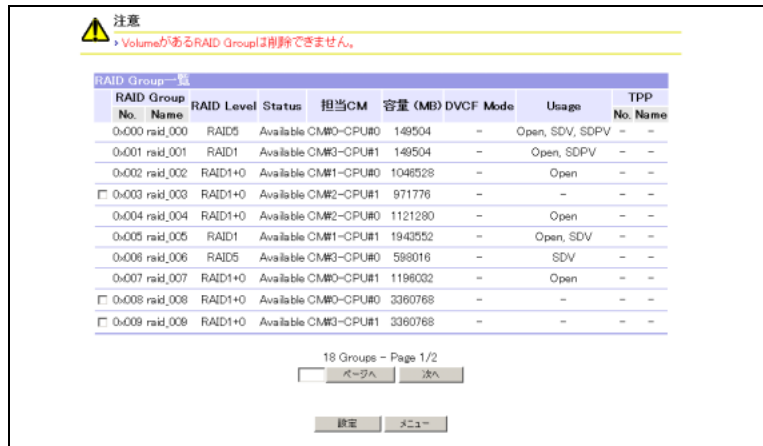 注意
VolumeがあるRAID Groupは削除できません。
RAID Group一覧
RAID Group RAID Level Status 担当CM 容量 (MB) DVCF Mode Usage TPP
No. Name No. Name
0x000 raid_000 RAID5 Available CM#0-CPU#0 149504 - Open, SDV, SDPV - -
0x001 raid_001 RAID1 Available CM#3-CPU#1 149504 - Open, SDPV - -
0x002 raid_002 RAID1+0 Available CM#1-CPU#0 1046528 - Open - -
0x003 raid_003 RAID1+0 Available CM#2-CPU#1 971776 - - - -
0x004 raid_004 RAID1+0 Available CM#2-CPU#0 1121280 - Open - -
0x005 raid_005 RAID1 Available CM#1-CPU#1 1943552 - Open, SDV - -
0x006 raid_006 RAID5 Available CM#3-CPU#0 598016 - SDV - -
0x007 raid_007 RAID1+0 Available CM#0-CPU#1 1196032 - Open - -
0x008 raid_008 RAID1+0 Available CM#0-CPU#0 3360768 - - - -
0x009 raid_009 RAID1+0 Available CM#3-CPU#1 3360768 - - - -
18 Groups - Page 1/2
ページへ 次へ
設定 メニュー